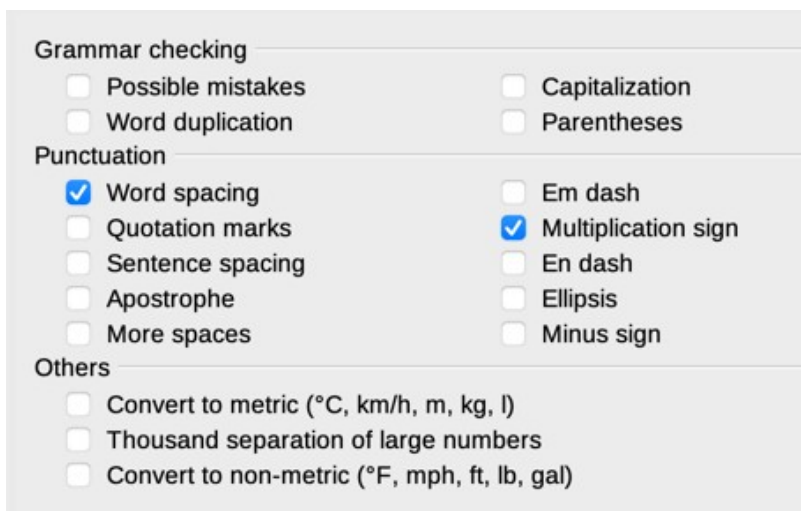 Grammar checking
Possible mistakes Capitalization
Word duplication Parentheses
Punctuation
Word spacing Em dash
Quotation marks Multiplication sign
Sentence spacing En dash
Apostrophe Ellipsis
More spaces Minus sign
Others
Convert to metric (°C, km/h, m, kg, l)
Thousand separation of large numbers
Convert to non-metric (°F, mph, ft, lb, gal)